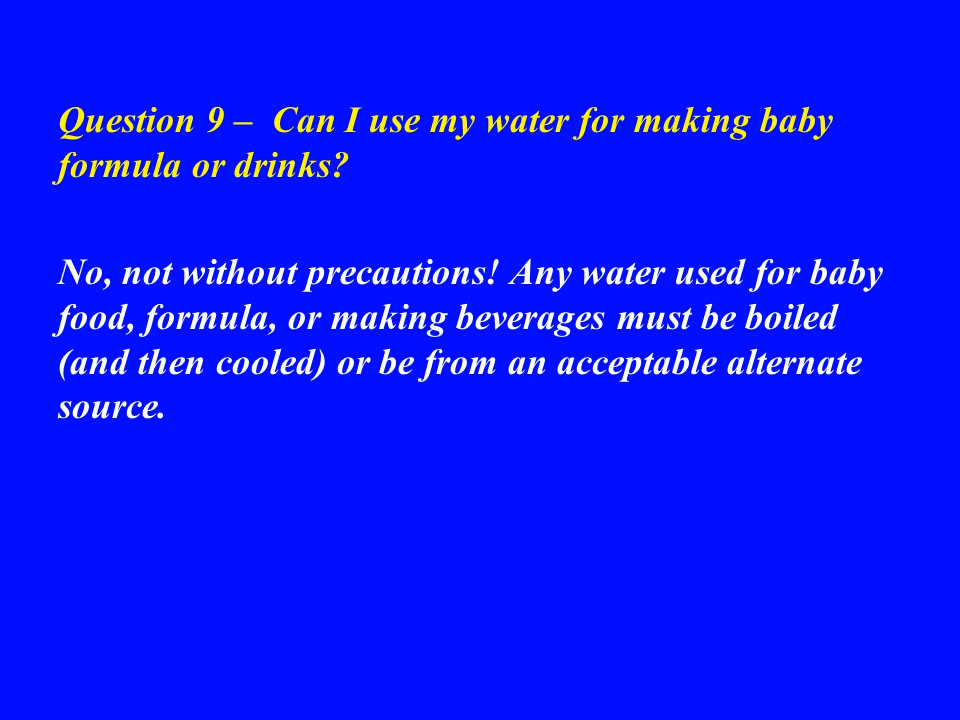 Question 9 –  Can I use my water for making baby
formula or drinks?
No, not without precautions! Any water used for baby
food, formula, or making beverages must be boiled
(and then cooled) or be from an acceptable alternate
source.